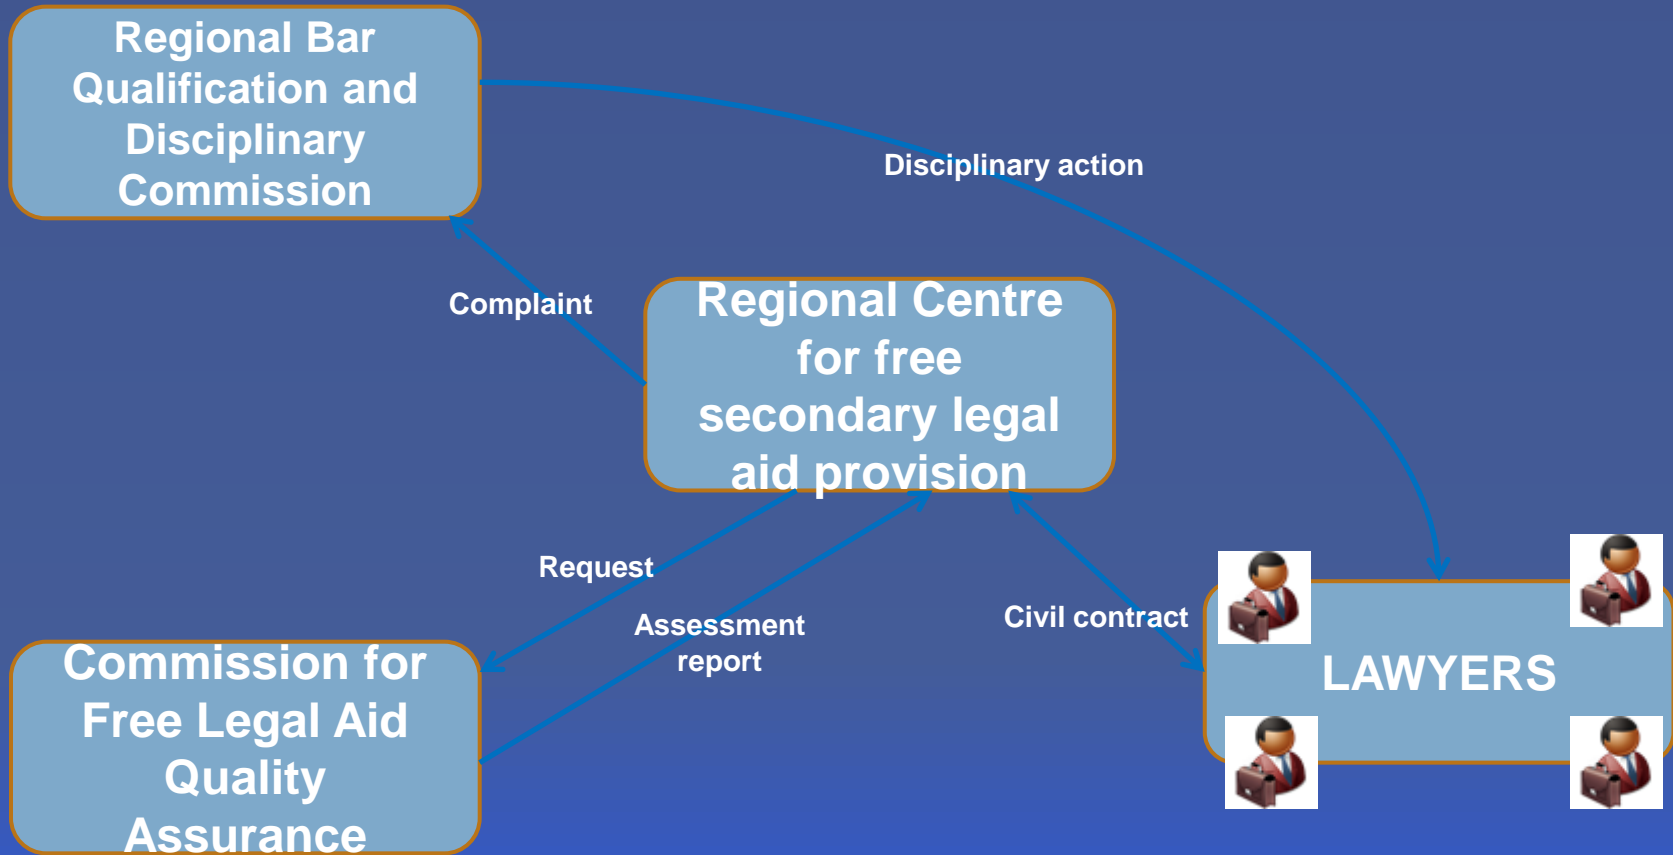 Regional Bar
Qualification and
Disciplinary
Commission
Disciplinary action
Complaint
Regional Centre
for free
secondary legal
aid provision
Request
Assessment
report
Civil contract
LAWYERS
Commission for
Free Legal Aid
Quality
Assurance